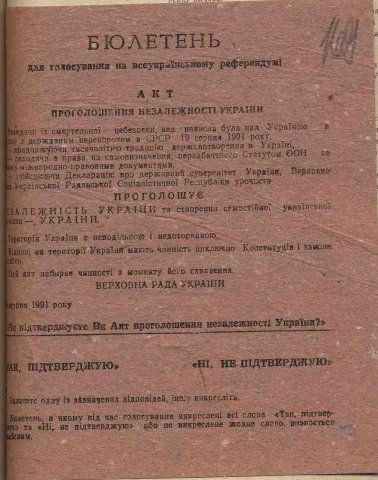 БЮЛЕТЕНЬ
для голосування на всеукраїнському референдумі
АКТ
ПРОГОЛОШЕННЯ НЕЗАЛЕЖНОСТІ УКРАЇНИ
смертельної небезпеки, яка нависла була над Україною в
з державним переворотом в СРСР 19 серпня 1991 року,
продовжуючи тисячолітню традицію державотворення в Україні,
з права на самовизначення, передбаченого Статутом ООН та
міжнародно-правовими документами,
здійснюючи Декларацію про державний суверенітет України, Верховна
Української Радянської Соціалістичної Республіки урочисто
ПРОГОЛОШУЄ
НЕЗАЛЕЖНІСТЬ УКРАЇНИ та створення самостійної української
— УКРАЇНИ.
Територія України є неподільною і недоторканою.
на території України мають чинність виключно Конституція і закони
Цей акт набирає чинності з моменту його схвалення.
ВЕРХОВНА РАДА УКРАЇНИ
1991 року
«Чи підтверджуєте Ви Акт проголошення незалежності України?»
«ТАК, ПІДТВЕРДЖУЮ» «НІ, НЕ ПІДТВЕРДЖУЮ»
Залиште одну із зазначених відповідей, іншу викресліть.
Бюлетень, в якому під час голосування викреслені всі слова «Так, підтвер-
та «Ні, не підтверджую» або не викреслене жодне слово, визнається